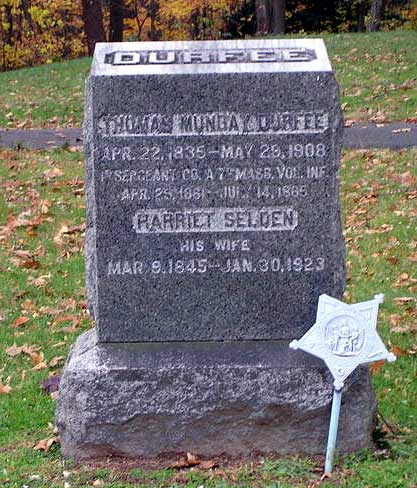 DURFEE
THOMAS MUNDAY DURFEE
APR. 22, 1835–MAY 28, 1908
1ST SERGEANT CO. A 7TH MASS. VOL. INF.
APR. 25, 1861–JULY 14, 1865
HARRIET SELDEN
HIS WIFE
MAR 9, 1845–JAN. 30, 1923